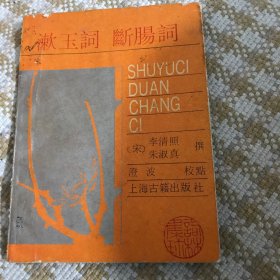 漱玉詞 斷腸詞
SHUYUCI
DUAN CHANG
CI
(宋) 李清照 撰
朱淑真
澄波 校點
上海古籍出版社